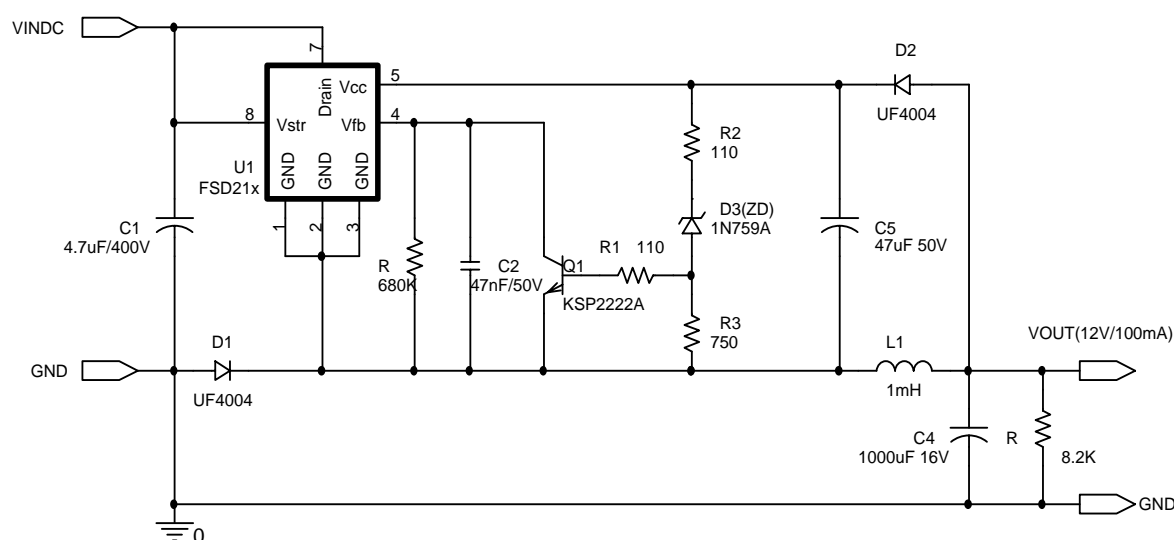 VINDC
7
D2
Drain
Vcc
5
UF4004
8
Vstr
Vfb
4
R2
110
U1
FSD21x
GND
GND
GND
1
2
3
C1
4.7uF/400V
D3(ZD)
1N759A
C5
47uF 50V
R1 110
R
680K
C2
47nF/50V
Q1
KSP2222A
R3
750
VOUT(12V/100mA)
GND
D1
UF4004
L1
1mH
C4
1000uF 16V
R
8.2K
GND
0